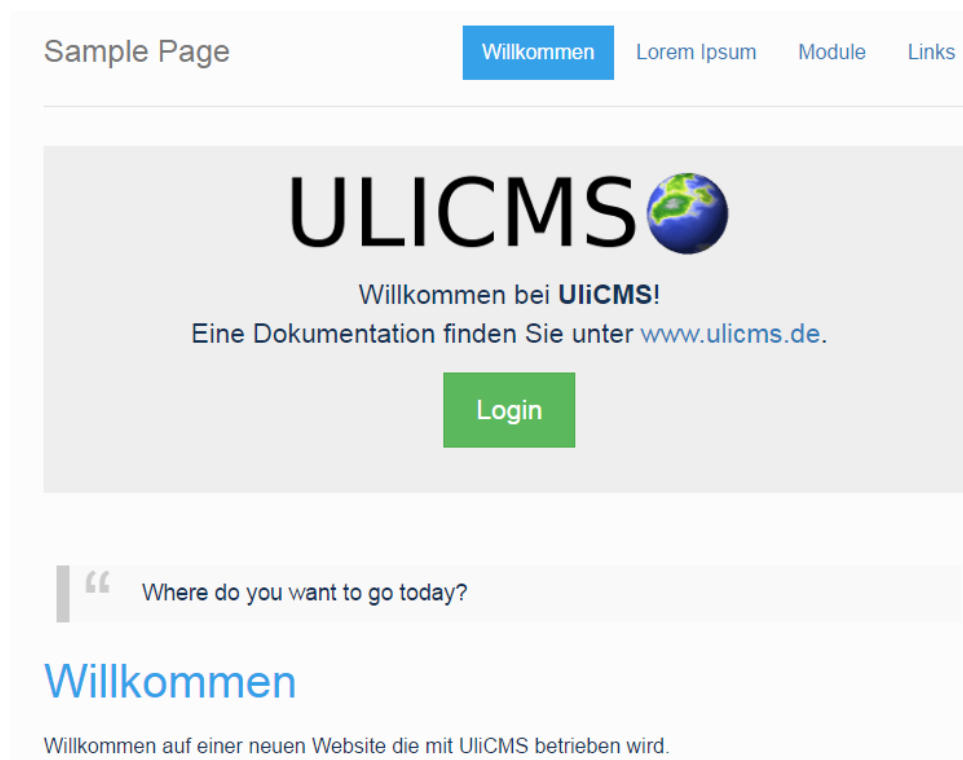 Sample Page
Willkommen Lorem Ipsum Module Links
ULICMS
Willkommen bei UliCMS!
Eine Dokumentation finden Sie unter www.ulicms.de.
Login
“ Where do you want to go today?
Willkommen
Willkommen auf einer neuen Website die mit UliCMS betrieben wird.